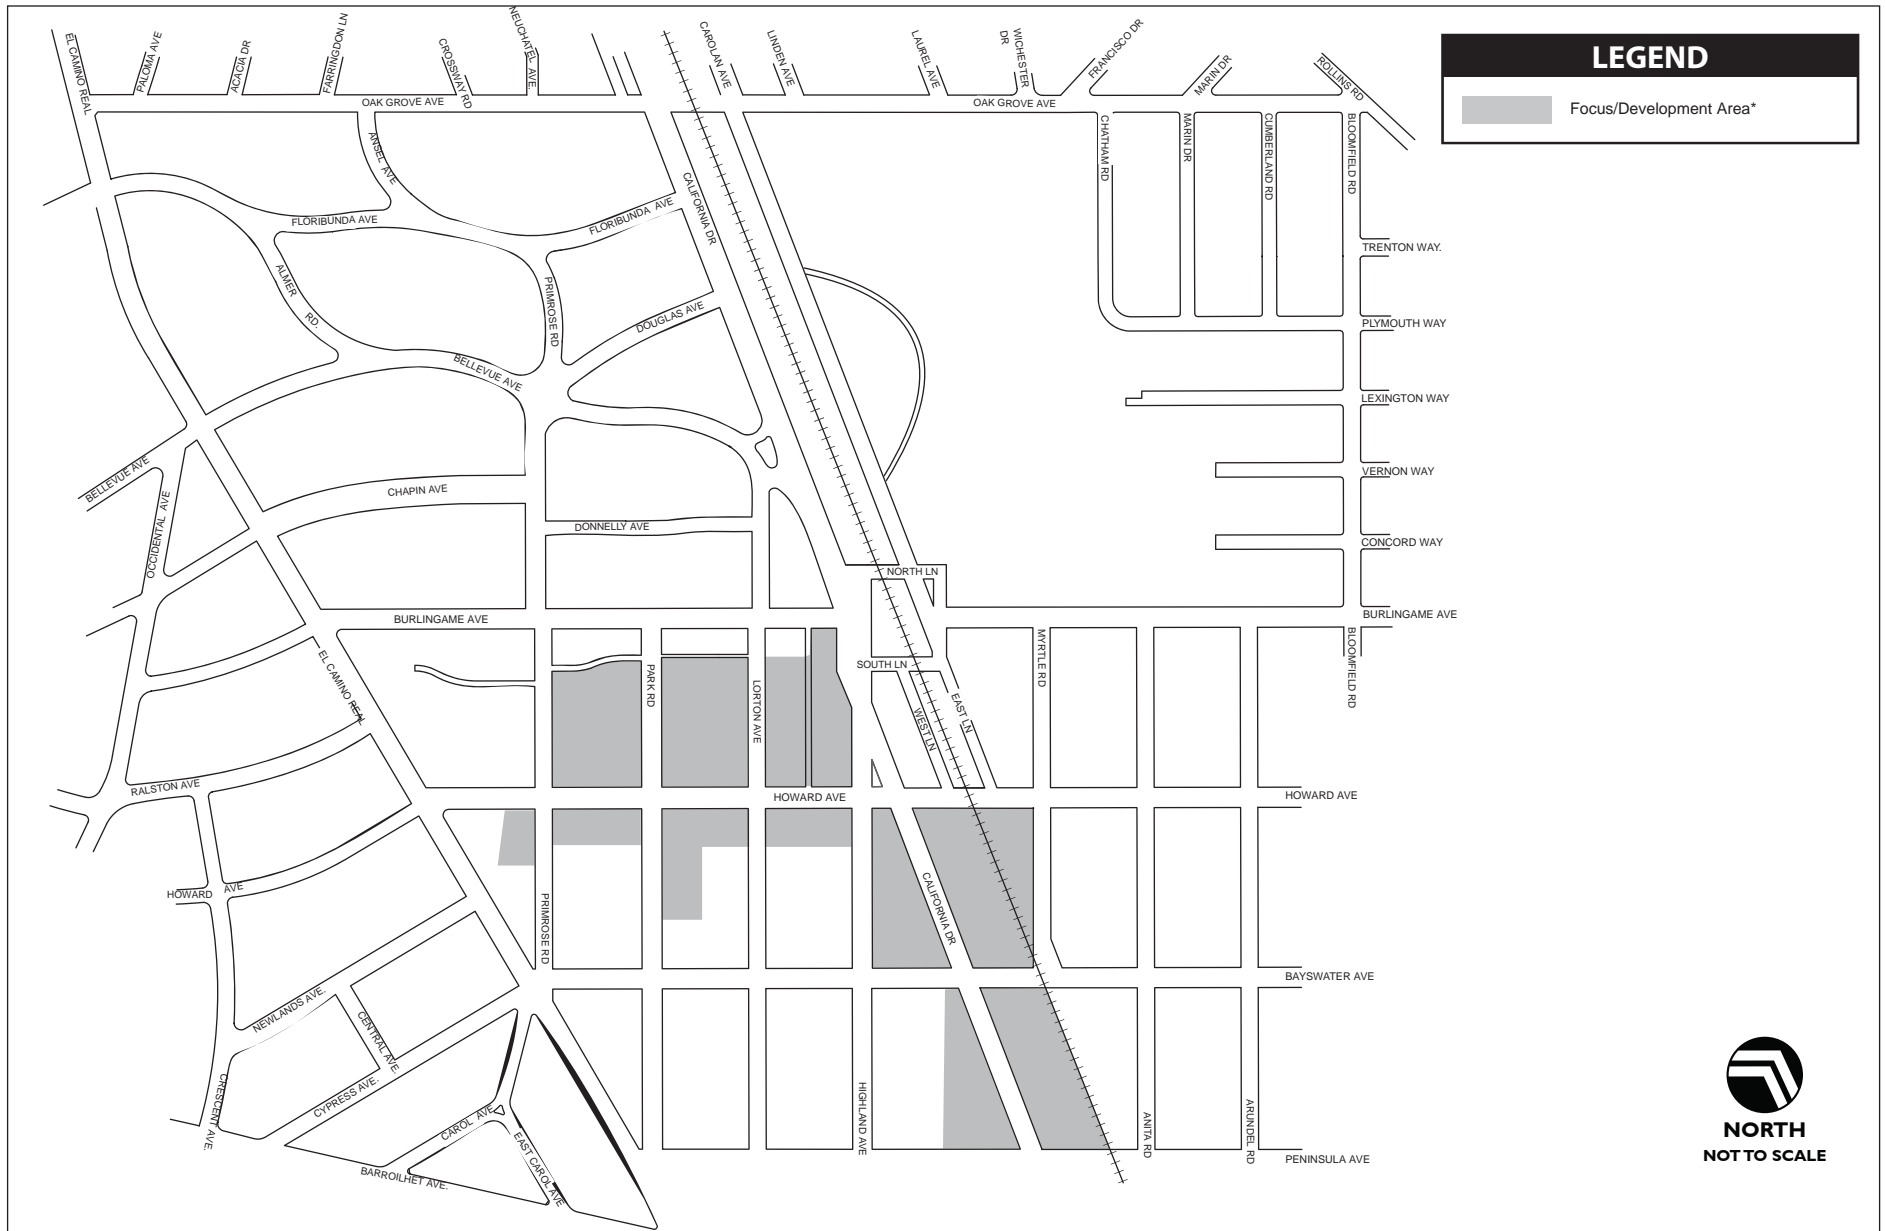 EL CAMINO REAL
PALOMA AVE
ACACIA DR
FARRINGDON LN
CROSSWAY RD
NEUCHATEL AVE.
CAROLAN AVE
LINDEN AVE
LAUREL AVE
WICHESTER
DR
FRANCISCO DR
MARIN DR
ROLLINS RD
LEGEND
Focus/Development Area*
OAK GROVE AVE
OAK GROVE AVE
ANSEL AVE
CHATHAM RD
MARIN DR
CUMBERLAND RD
BLOOMFIELD RD
CALIFORNIA DR
FLORIBUNDA AVE
FLORIBUNDA AVE
TRENTON WAY.
ALMER
RD.
PRIMROSE RD
DOUGLAS AVE
PLYMOUTH WAY
BELLEVUE AVE
LEXINGTON WAY
BELLEVUE AVE
VERNON WAY
CHAPIN AVE
OCCIDENTAL AVE
DONNELLY AVE
CONCORD WAY
NORTH LN
BURLINGAME AVE
BURLINGAME AVE
EL CAMINO REAL
PARK RD
LORTON AVE
SOUTH LN
WEST LN
EAST LN
MYRTLE RD
BLOOMFIELD RD
RALSTON AVE
HOWARD AVE
HOWARD AVE
HOWARD AVE
PRIMROSE RD
CALIFORNIA DR
BAYSWATER AVE
NEWLANDS AVE.
CENTRAL AVE.
CRESCENT AVE.
CYPRESS AVE.
CAROL AVE
EAST CAROL AVE
BARROILHET AVE.
HIGHLAND AVE
ANITA RD
ARUNDEL RD
PENINSULA AVE
NORTH
NOT TO SCALE